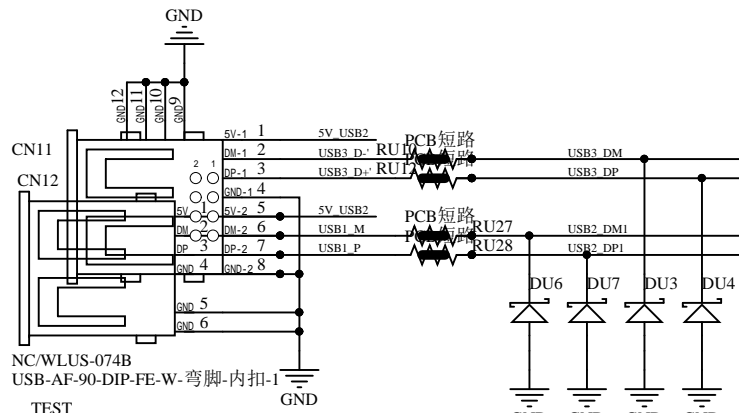 GND
GND12
GND11
GND10
GND9
CN11
5V-1 1 5V_USB2
PCB短路
DM-1 2 USB3_D-' RU10 USB3_DM
2 1
DP-1 3 USB3_D+' RU12 USB3_DP
CN12
GND-1 4
5V 1 5V-2 5 5V_USB2
PCB短路
DM 2 DM-2 6 USB1_M RU27 USB2_DM1
DP 3 DP-2 7 USB1_P RU28 USB2_DP1
GND 4 GND-2 8
DU6 DU7 DU3 DU4
GND 5
GND 6
NC/WLUS-074B
USB-AF-90-DIP-FE-W-弯脚-内扣-1
GND
TEST